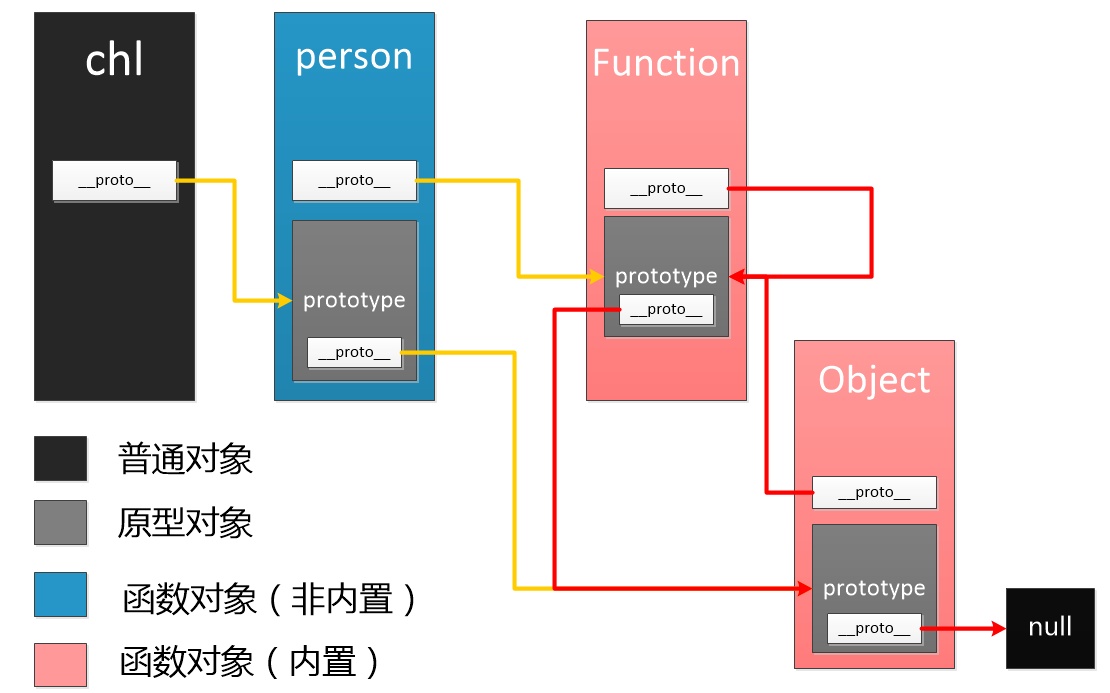 chl
__proto__
person
__proto__
prototype
__proto__
Function
__proto__
prototype
__proto__
Object
__proto__
prototype
__proto__
null
普通对象
原型对象
函数对象（非内置）
函数对象（内置）